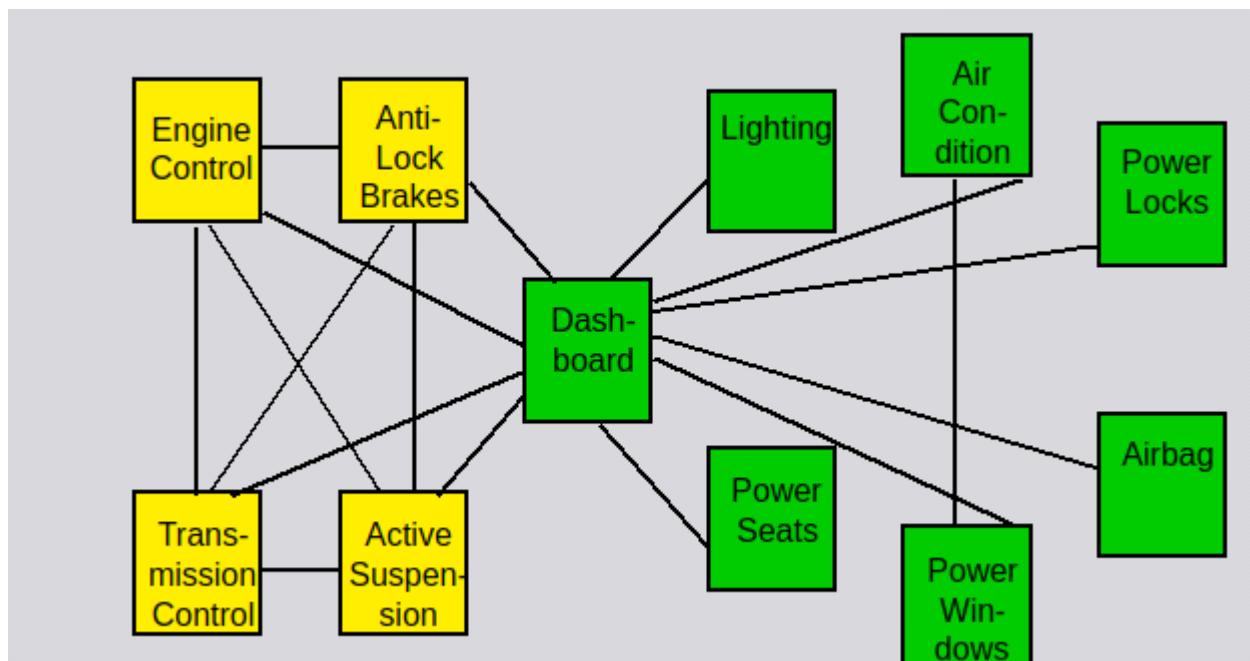 Engine
Control
Anti-
Lock
Brakes
Lighting
Air
Con-
dition
Power
Locks
Dash-
board
Trans-
mission
Control
Active
Suspen-
sion
Power
Seats
Power
Win-
dows
Airbag